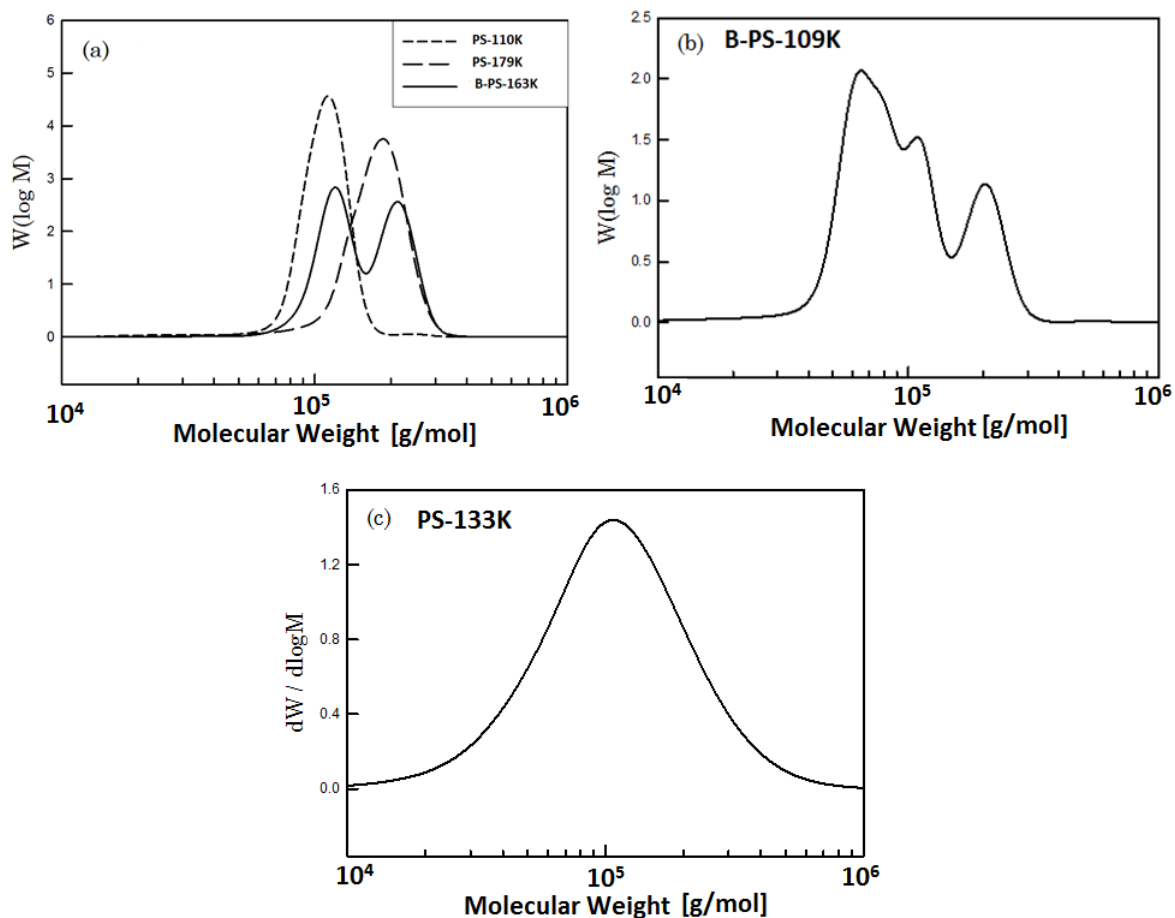 (a)
PS-110K
PS-179K
B-PS-163K
W(log M)
6
5
4
3
2
1
0
10⁴
10⁵
10⁶
Molecular Weight [g/mol]
(b) B-PS-109K
W(log M)
2.5
2.0
1.5
1.0
0.5
0.0
10⁴
10⁵
10⁶
Molecular Weight [g/mol]
(c) PS-133K
dW / dlogM
1.6
1.2
0.8
0.4
0.0
10⁴
10⁵
10⁶
Molecular Weight [g/mol]